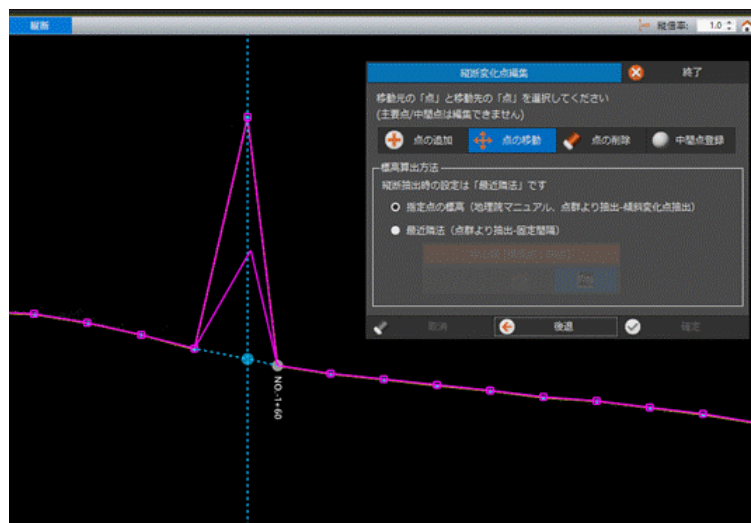 縦断
縦倍率: 1.0
縦断変化点編集
終了
移動元の「点」と移動先の「点」を選択してください
(主要点/中間点は編集できません)
点の追加
点の移動
点の削除
中間点登録
標高算出方法
縦断抽出時の設定は「最近隣法」です
指定点の標高（地理院マニュアル、点群より抽出-傾斜変化点抽出）
最近隣法（点群より抽出-固定間隔）
取消
後退
確定
NO.-1+60